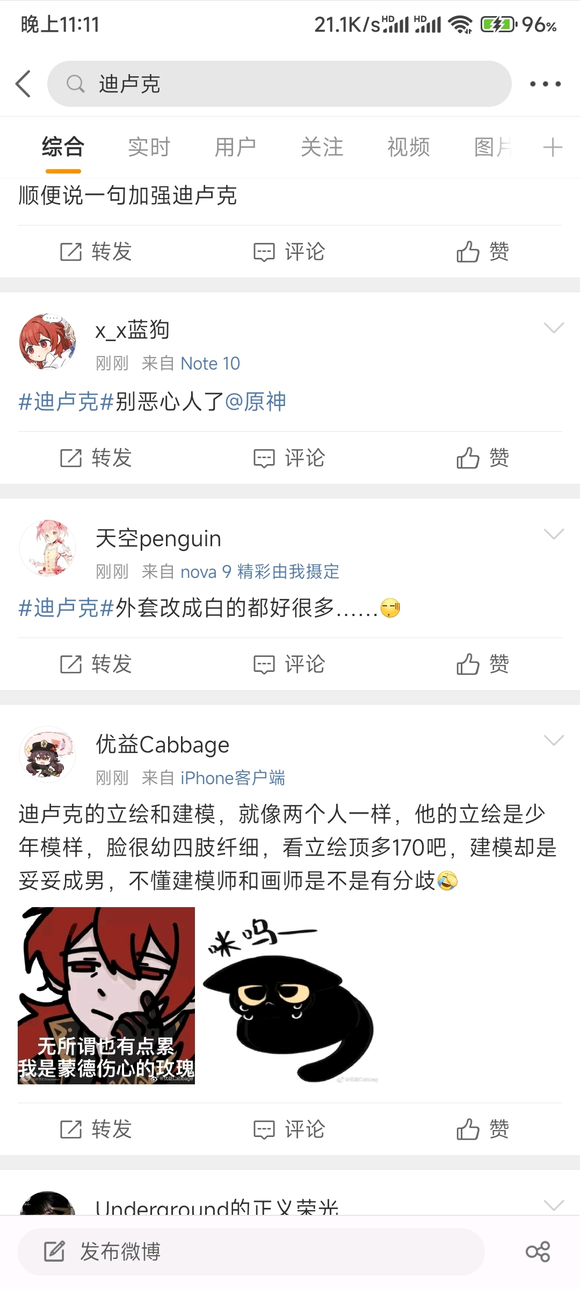 晚上11:11
21.1K/s HD HD 96%
迪卢克
综合 实时 用户 关注 视频 图片
顺便说一句加强迪卢克
转发 评论 赞
x_x蓝狗
刚刚 来自 Note 10
#迪卢克#别恶心人了@原神
转发 评论 赞
天空penguin
刚刚 来自 nova 9 精彩由我摄定
#迪卢克#外套改成白的都好很多……
转发 评论 赞
优益Cabbage
刚刚 来自 iPhone客户端
迪卢克的立绘和建模，就像两个人一样，他的立绘是少
年模样，脸很幼四肢纤细，看立绘顶多170吧，建模却是
妥妥成男，不懂建模师和画师是不是有分歧
咪呜一
无所谓也有点累
我是蒙德伤心的玫瑰
转发 评论 赞
Underground的正义荣光
发布微博